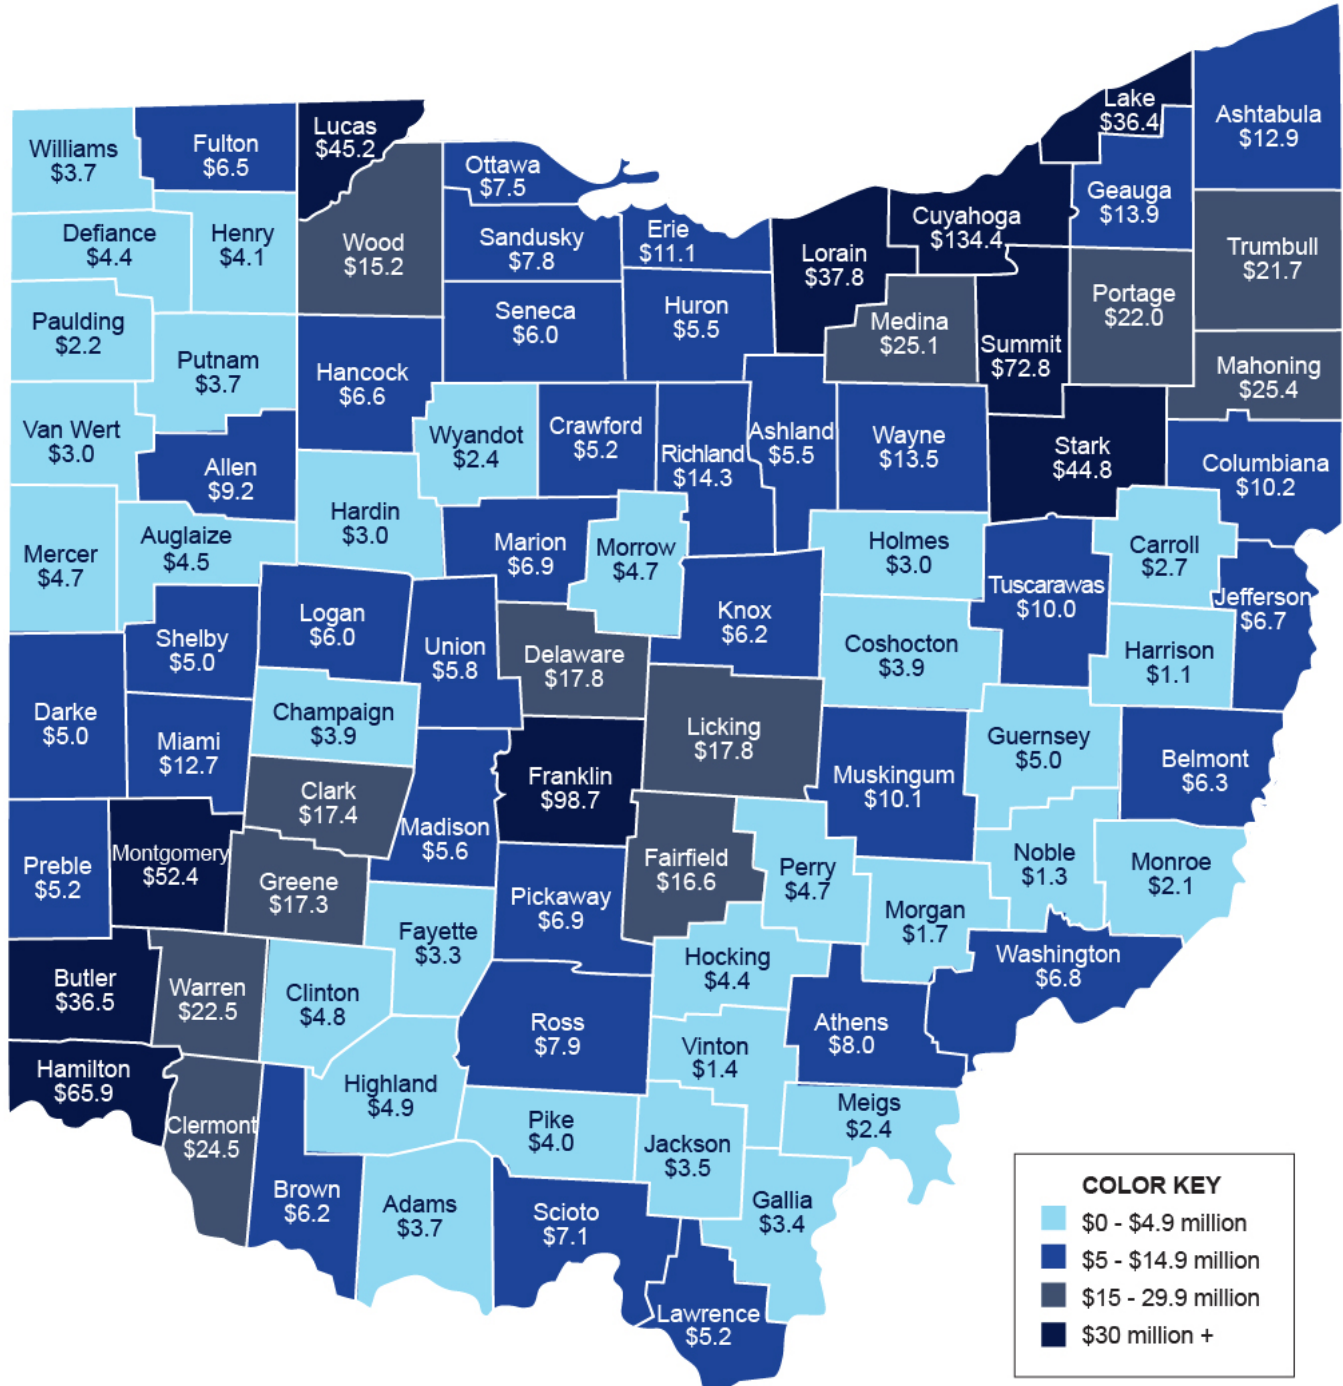 Lake
$36.4
Ashtabula
$12.9
Williams
$3.7
Fulton
$6.5
Lucas
$45.2
Ottawa
$7.5
Geauga
$13.9
Defiance
$4.4
Henry
$4.1
Wood
$15.2
Sandusky
$7.8
Erie
$11.1
Lorain
$37.8
Cuyahoga
$134.4
Trumbull
$21.7
Paulding
$2.2
Putnam
$3.7
Hancock
$6.6
Seneca
$6.0
Huron
$5.5
Medina
$25.1
Summit
$72.8
Portage
$22.0
Mahoning
$25.4
Van Wert
$3.0
Allen
$9.2
Wyandot
$2.4
Crawford
$5.2
Richland
$14.3
Ashland
$5.5
Wayne
$13.5
Stark
$44.8
Columbiana
$10.2
Mercer
$4.7
Auglaize
$4.5
Hardin
$3.0
Marion
$6.9
Morrow
$4.7
Holmes
$3.0
Tuscarawas
$10.0
Carroll
$2.7
Jefferson
$6.7
Shelby
$5.0
Logan
$6.0
Union
$5.8
Delaware
$17.8
Knox
$6.2
Coshocton
$3.9
Harrison
$1.1
Darke
$5.0
Miami
$12.7
Champaign
$3.9
Clark
$17.4
Madison
$5.6
Franklin
$98.7
Licking
$17.8
Muskingum
$10.1
Guernsey
$5.0
Belmont
$6.3
Preble
$5.2
Montgomery
$52.4
Greene
$17.3
Fayette
$3.3
Pickaway
$6.9
Fairfield
$16.6
Perry
$4.7
Morgan
$1.7
Noble
$1.3
Monroe
$2.1
Butler
$36.5
Warren
$22.5
Clinton
$4.8
Ross
$7.9
Hocking
$4.4
Athens
$8.0
Washington
$6.8
Hamilton
$65.9
Clermont
$24.5
Highland
$4.9
Pike
$4.0
Vinton
$1.4
Jackson
$3.5
Meigs
$2.4
Brown
$6.2
Adams
$3.7
Scioto
$7.1
Gallia
$3.4
Lawrence
$5.2
COLOR KEY
$0 - $4.9 million
$5 - $14.9 million
$15 - 29.9 million
$30 million +